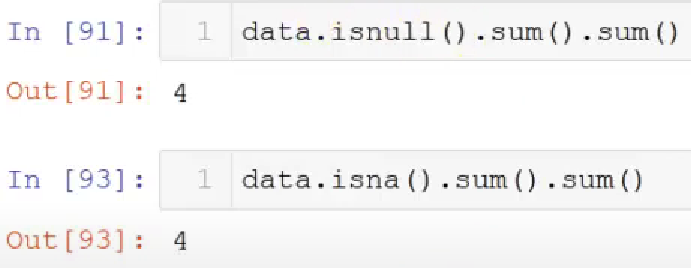 In [91]: 1 data.isnull().sum().sum()
Out[91]: 4
In [93]: 1 data.isna().sum().sum()
Out[93]: 4